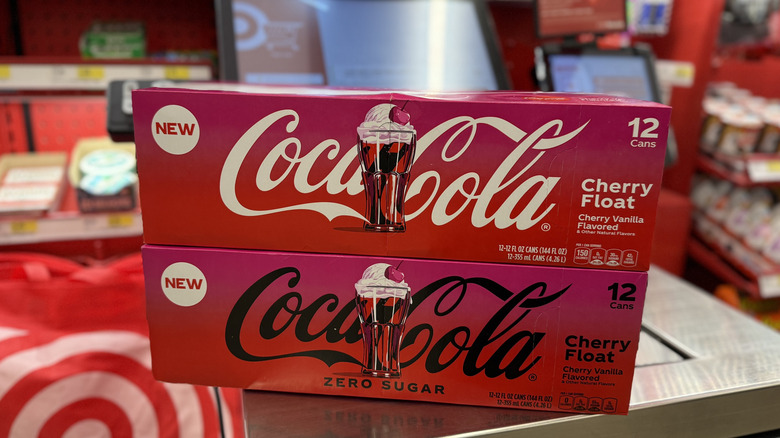 NEW
Coca-Cola®
12
Cans
Cherry
Float
Cherry Vanilla
Flavored
& Other Natural Flavors
12-12 FL OZ CANS (144 FL OZ)
12-355 mL CANS (4.26 L)
150
NEW
Coca-Cola®
ZERO SUGAR
12
Cans
Cherry
Float
Cherry Vanilla
Flavored
& Other Natural Flavors
12-12 FL OZ CANS (144 FL OZ)
12-355 mL CANS (4.26 L)
0